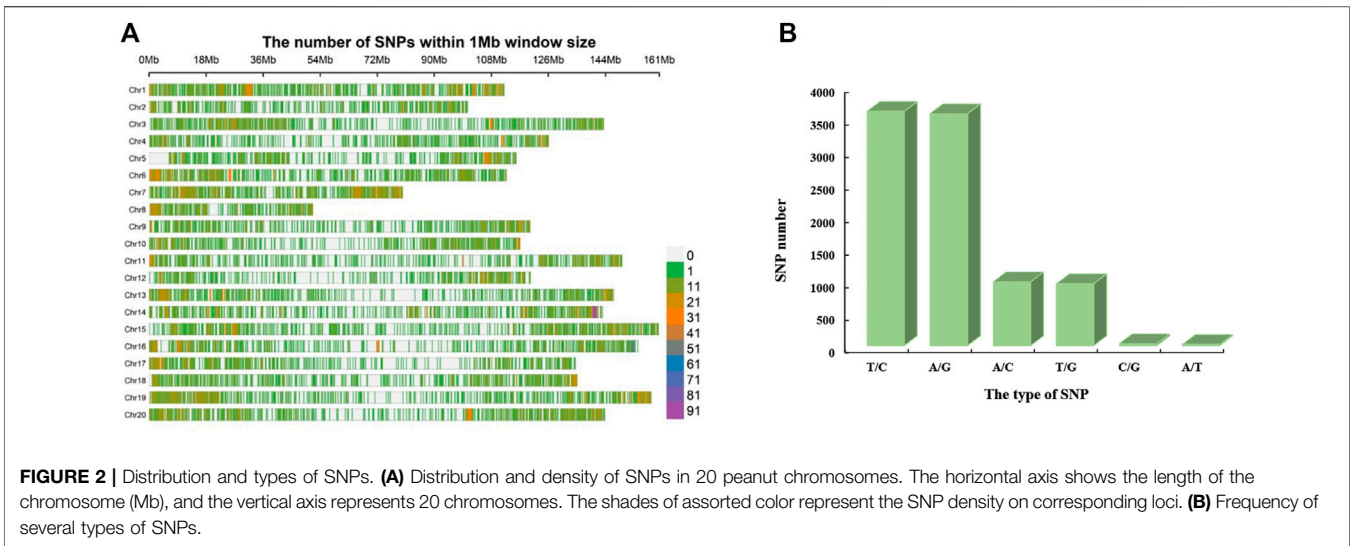 A
The number of SNPs within 1Mb window size
0Mb 18Mb 36Mb 54Mb 72Mb 90Mb 108Mb 126Mb 144Mb 161Mb
Chr1
Chr2
Chr3
Chr4
Chr5
Chr6
Chr7
Chr8
Chr9
Chr10
Chr11
Chr12
Chr13
Chr14
Chr15
Chr16
Chr17
Chr18
Chr19
Chr20
0
1
11
21
31
41
51
61
71
81
91
B
SNP number
4000
3500
3000
2500
2000
1500
1000
500
0
T/C A/G A/C T/G C/G A/T
The type of SNP
FIGURE 2 | Distribution and types of SNPs. (A) Distribution and density of SNPs in 20 peanut chromosomes. The horizontal axis shows the length of the
chromosome (Mb), and the vertical axis represents 20 chromosomes. The shades of assorted color represent the SNP density on corresponding loci. (B) Frequency of
several types of SNPs.